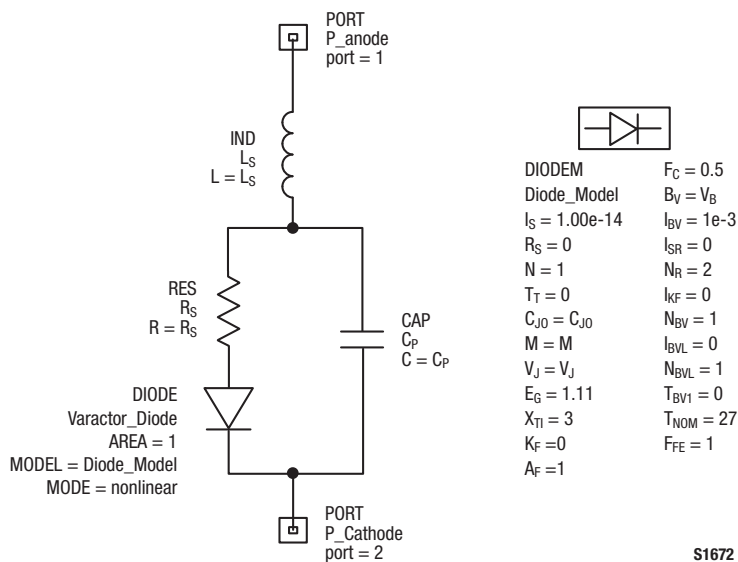 PORT
P_anode
port = 1
IND
LS
L = LS
RES
RS
R = RS
CAP
CP
C = CP
DIODE
Varactor_Diode
AREA = 1
MODEL = Diode_Model
MODE = nonlinear
PORT
P_Cathode
port = 2
DIODEM
Diode_Model
IS = 1.00e-14
RS = 0
N = 1
TT = 0
CJ0 = CJ0
M = M
VJ = VJ
EG = 1.11
XTI = 3
KF =0
AF =1
FC = 0.5
BV = VB
IBV = 1e-3
ISR = 0
NR = 2
IKF = 0
NBV = 1
IBVL = 0
NBVL = 1
TBV1 = 0
TNOM = 27
FFE = 1
S1672